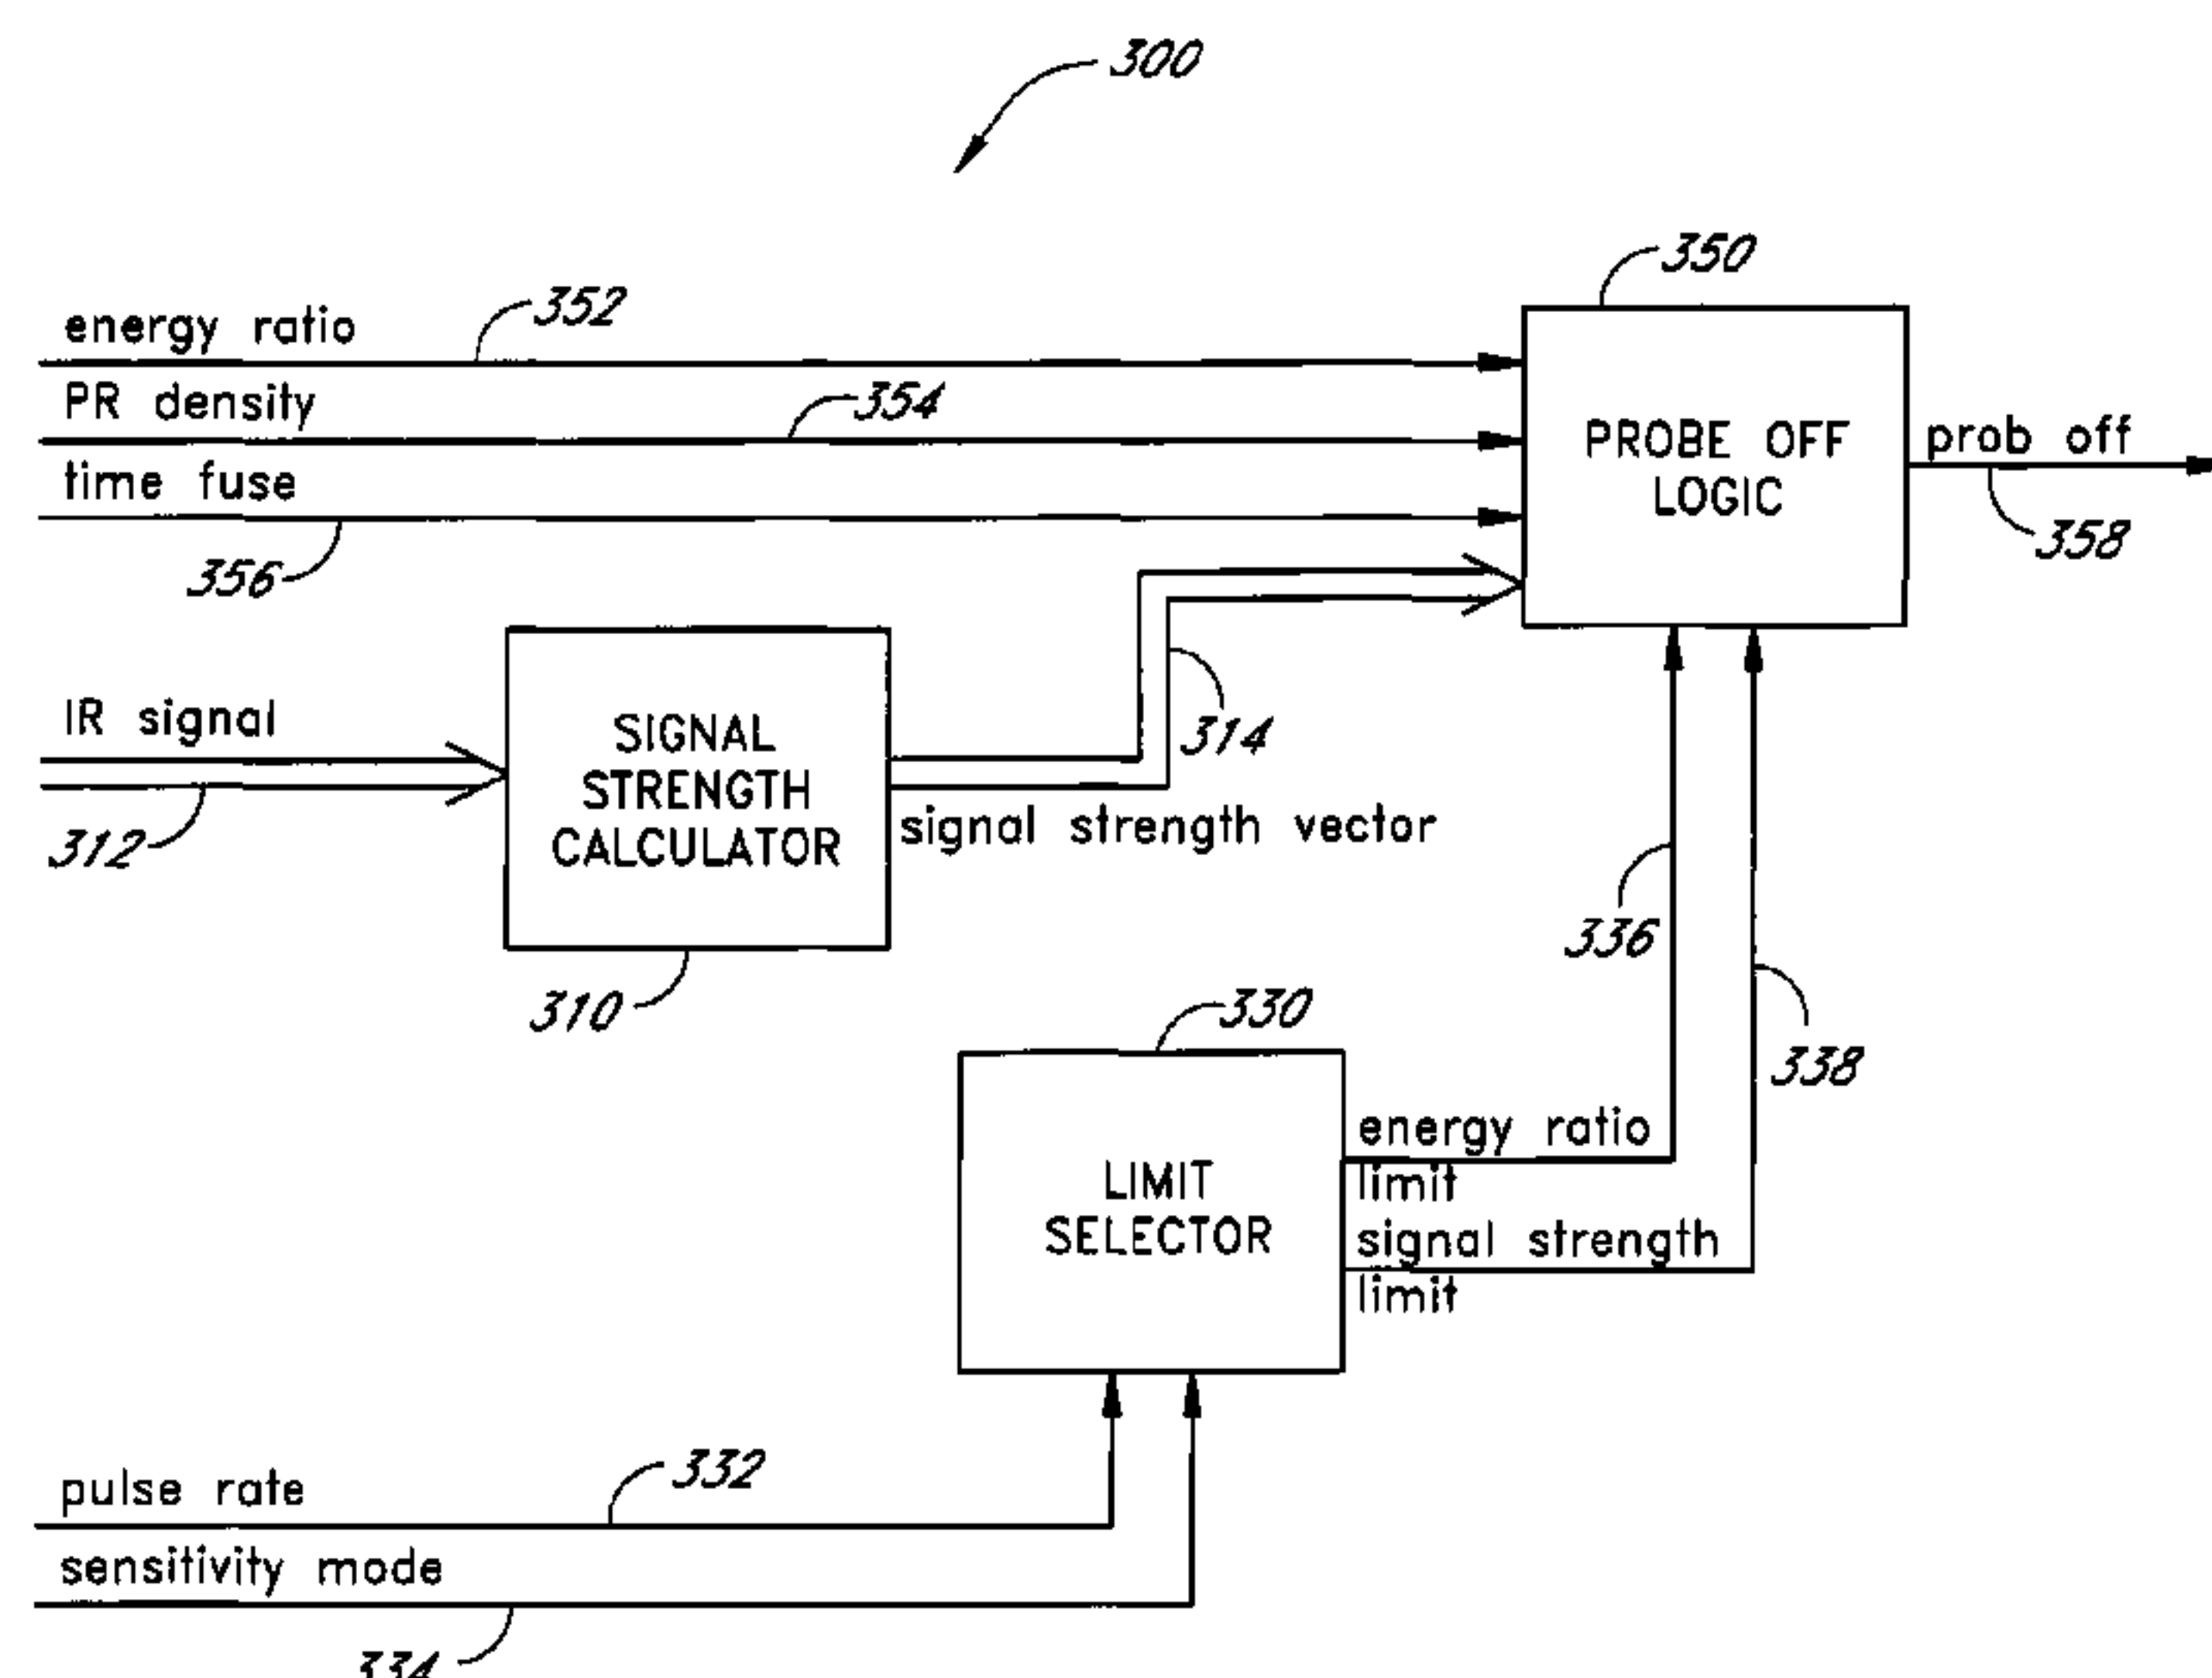 300
350
352
energy ratio
PR density
354
PROBE OFF
LOGIC
prob off
time fuse
358
356
IR signal
SIGNAL
STRENGTH
CALCULATOR
314
signal strength vector
312
336
310
330
338
energy ratio
limit
LIMIT
SELECTOR
signal strength
limit
332
pulse rate
sensitivity mode
334